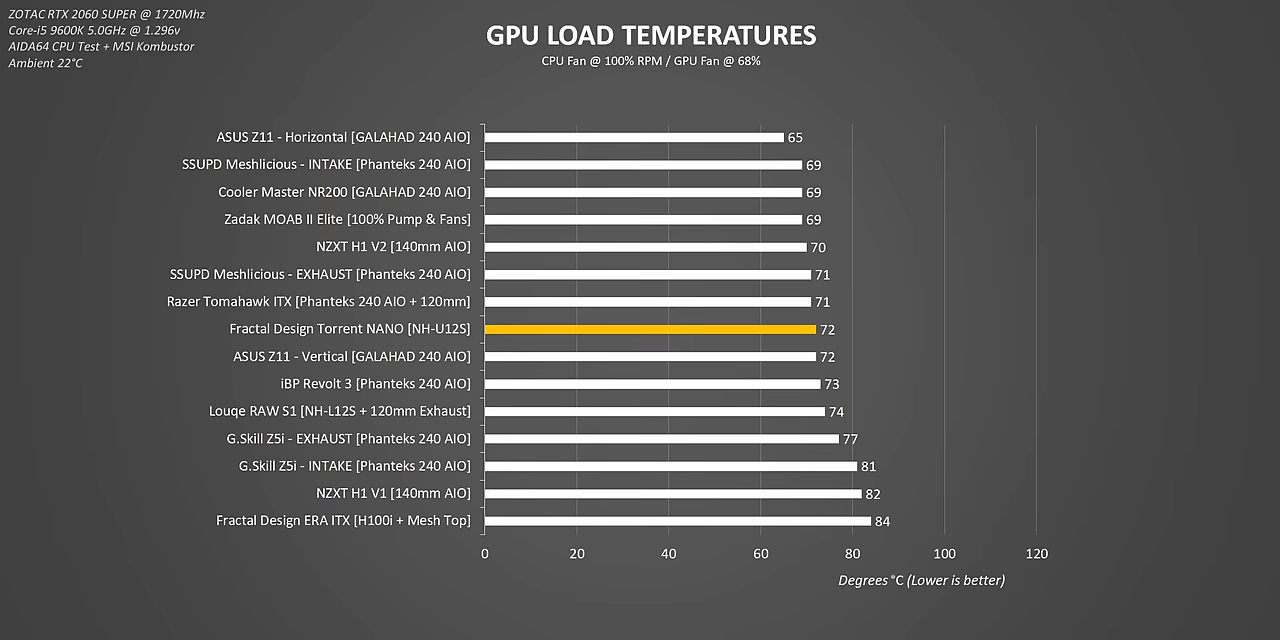 ZOTAC RTX 2060 SUPER @ 1720Mhz
Core-i5 9600K 5.0GHz @ 1.296v
AIDA64 CPU Test + MSI Kombustor
Ambient 22°C
GPU LOAD TEMPERATURES
CPU Fan @ 100% RPM / GPU Fan @ 68%
ASUS Z11 - Horizontal [GALAHAD 240 AIO] 65
SSUPD Meshlicious - INTAKE [Phanteks 240 AIO] 69
Cooler Master NR200 [GALAHAD 240 AIO] 69
Zadak MOAB II Elite [100% Pump & Fans] 69
NZXT H1 V2 [140mm AIO] 70
SSUPD Meshlicious - EXHAUST [Phanteks 240 AIO] 71
Razer Tomahawk ITX [Phanteks 240 AIO + 120mm] 71
Fractal Design Torrent NANO [NH-U12S] 72
ASUS Z11 - Vertical [GALAHAD 240 AIO] 72
iBP Revolt 3 [Phanteks 240 AIO] 73
Louqe RAW S1 [NH-L12S + 120mm Exhaust] 74
G.Skill Z5i - EXHAUST [Phanteks 240 AIO] 77
G.Skill Z5i - INTAKE [Phanteks 240 AIO] 81
NZXT H1 V1 [140mm AIO] 82
Fractal Design ERA ITX [H100i + Mesh Top] 84
0 20 40 60 80 100 120
Degrees °C (Lower is better)